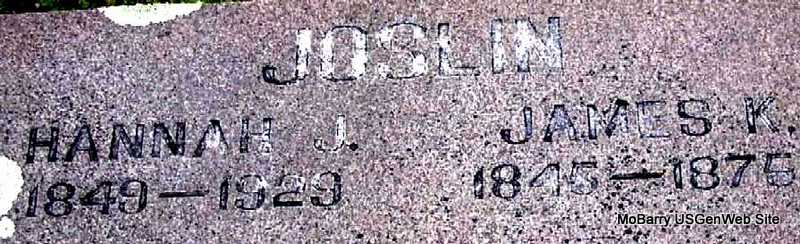 JOSLIN
HANNAH J.
1849 — 1929
JAMES K.
1845 — 1875
MoBarry USGenWeb Site